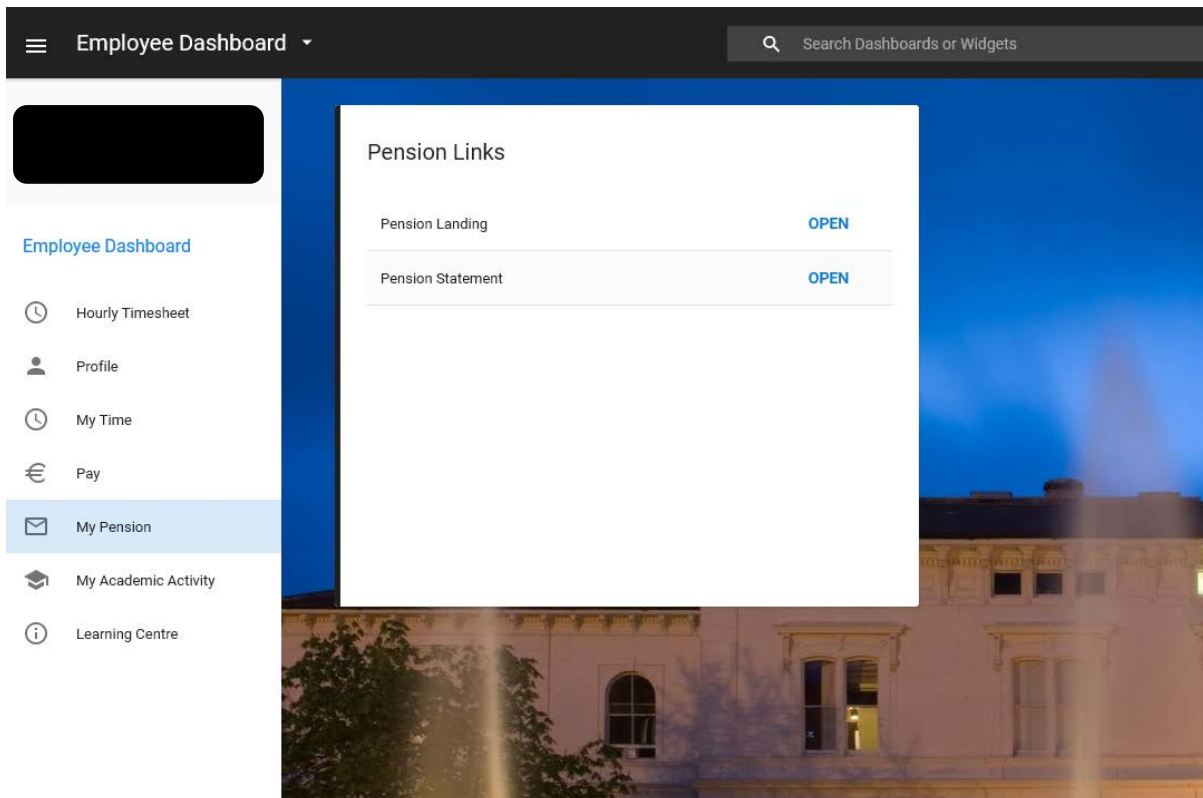 Employee Dashboard
Search Dashboards or Widgets
Employee Dashboard
Hourly Timesheet
Profile
My Time
Pay
My Pension
My Academic Activity
Learning Centre
Pension Links
Pension Landing OPEN
Pension Statement OPEN